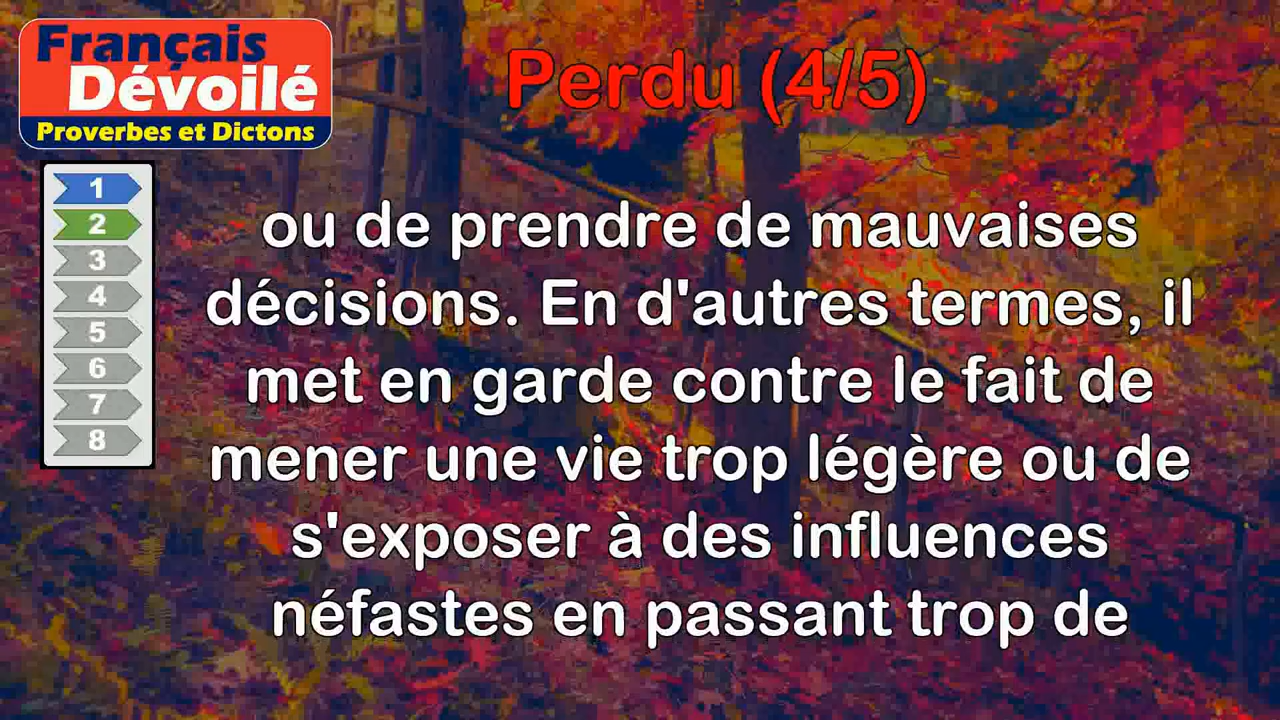 Français
Dévoilé
Proverbes et Dictons
Perdu (4/5)
1
2
3
4
5
6
7
8
ou de prendre de mauvaises
décisions. En d'autres termes, il
met en garde contre le fait de
mener une vie trop légère ou de
s'exposer à des influences
néfastes en passant trop de